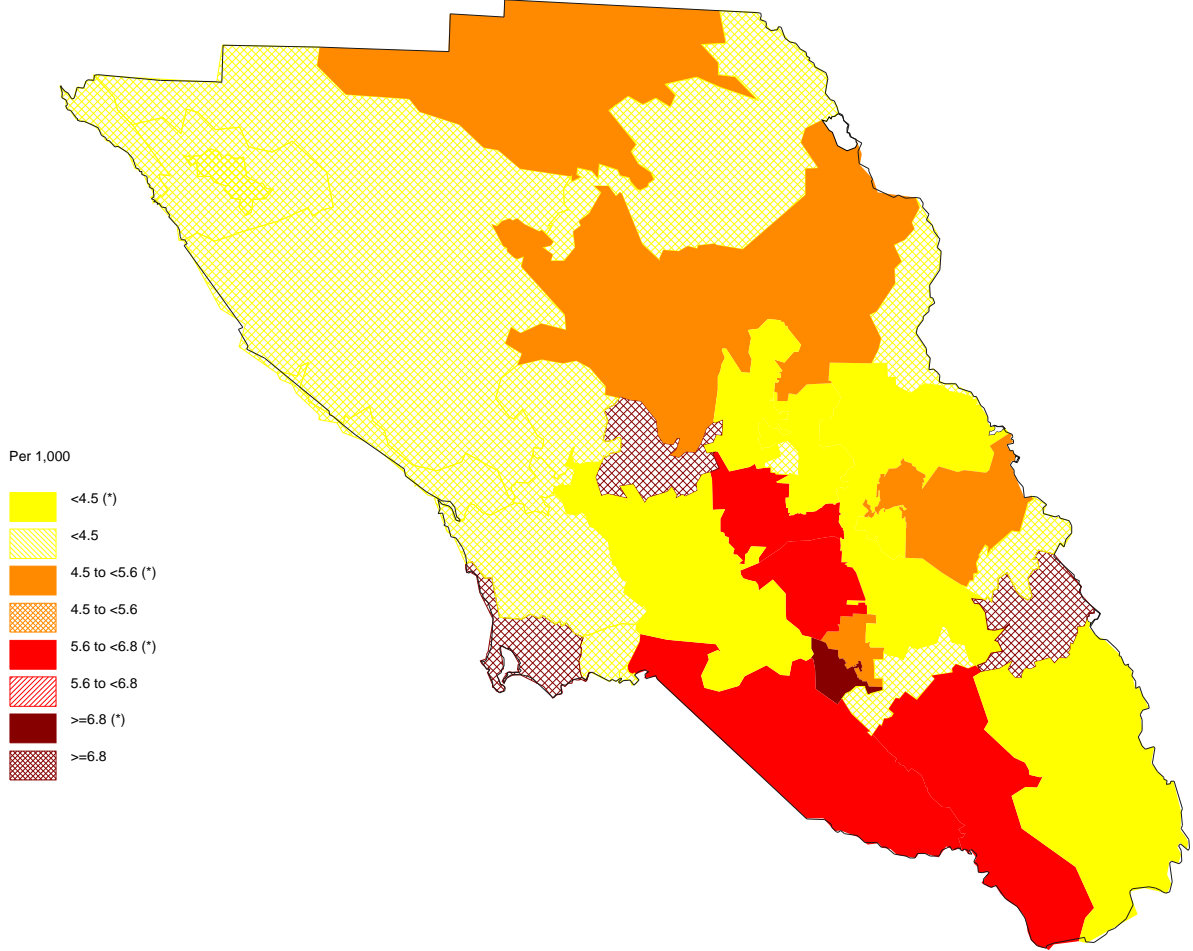 Per 1,000
<4.5 (*)
<4.5
4.5 to <5.6 (*)
4.5 to <5.6
5.6 to <6.8 (*)
5.6 to <6.8
>=6.8 (*)
>=6.8